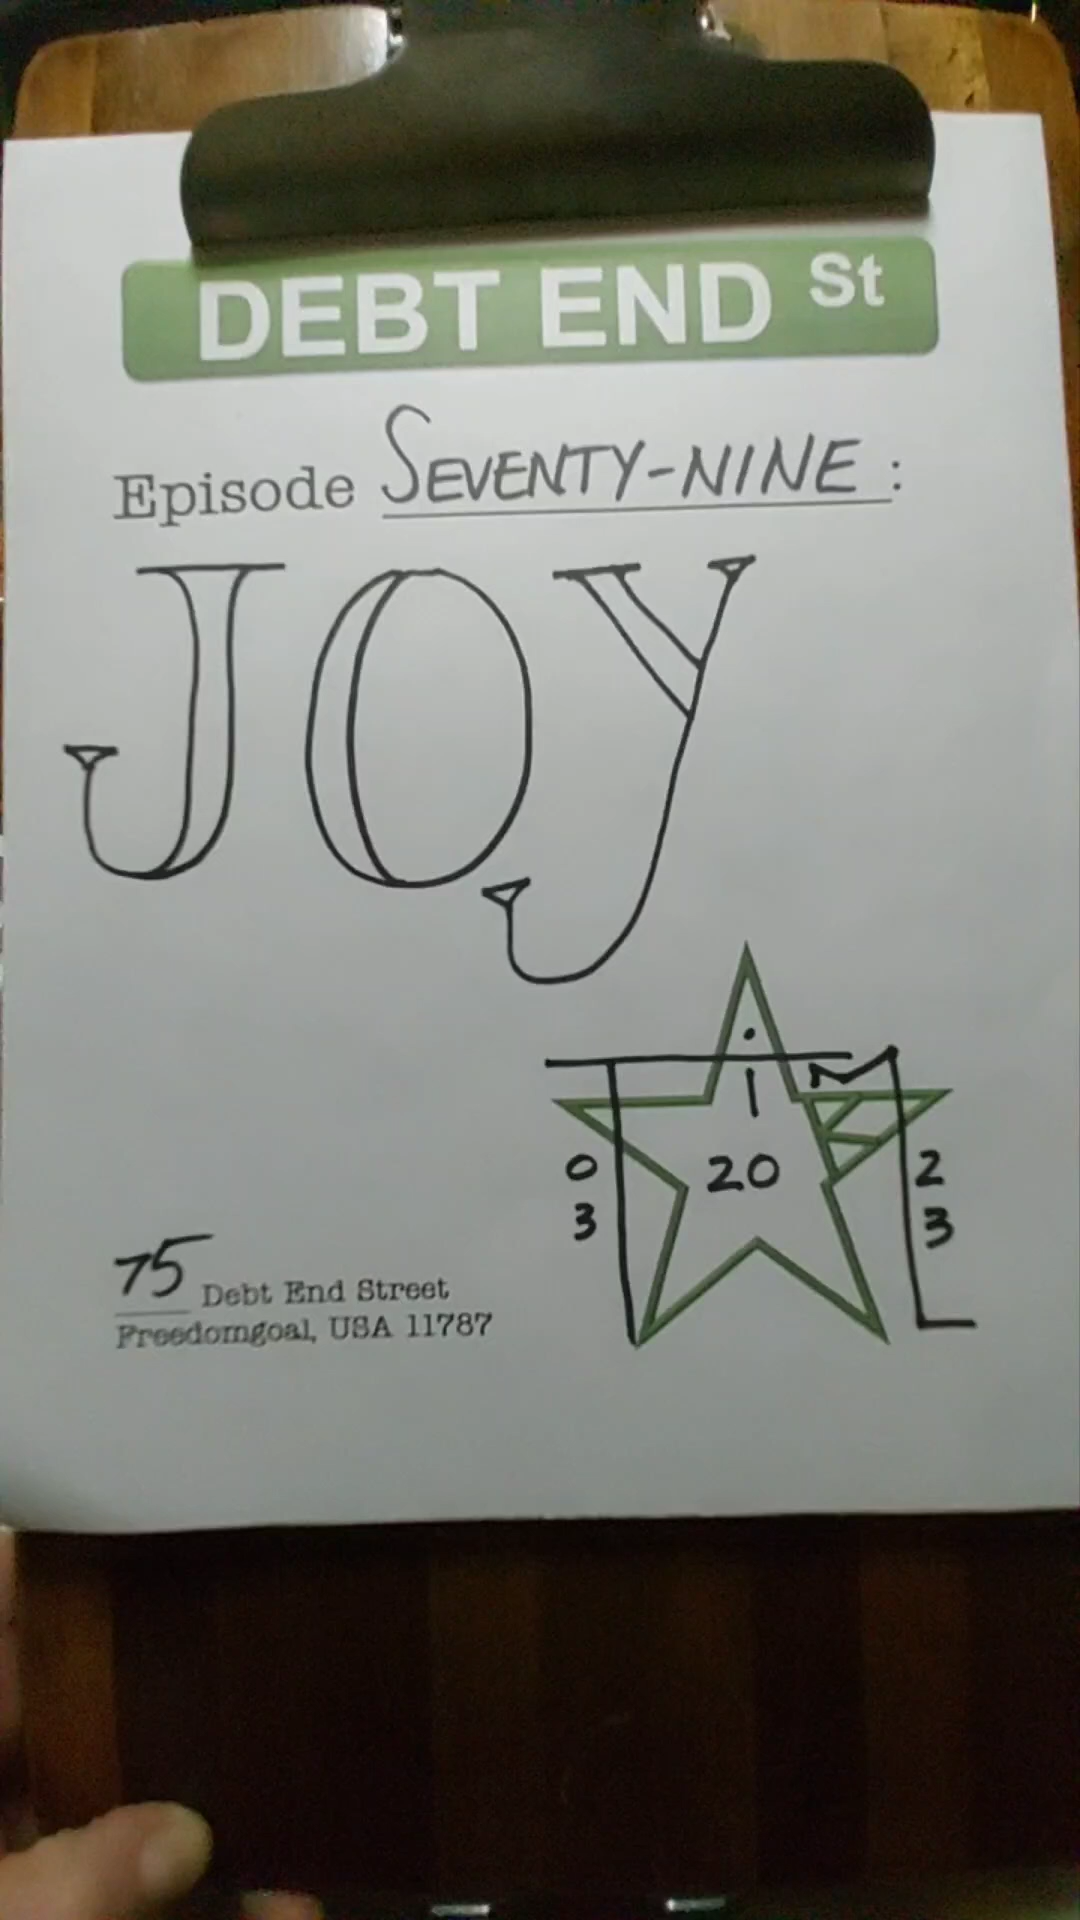 DEBT END St
Episode SEVENTY-NINE:
JOY
i
20
0 2
3 3
75 Debt End Street
Freedomgoal, USA 11787